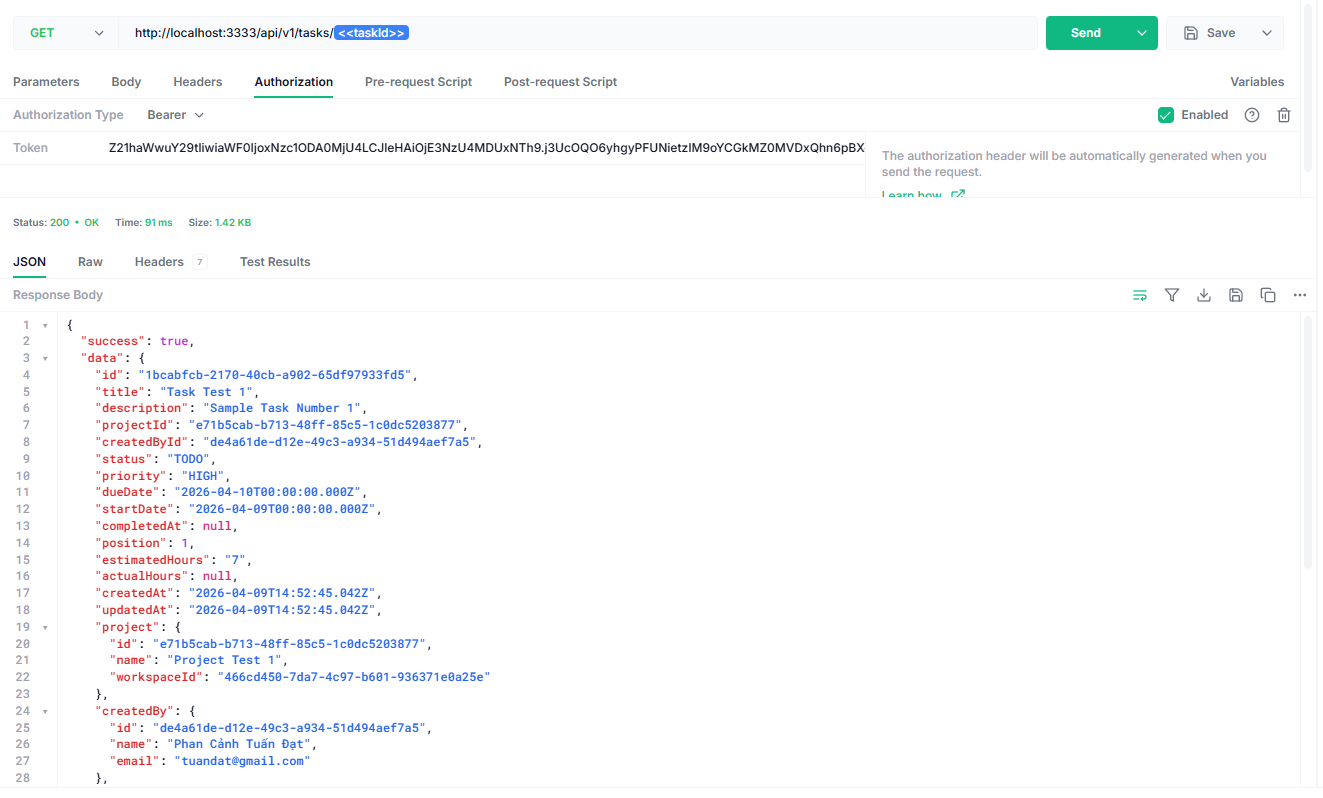 GET http://localhost:3333/api/v1/tasks/<<taskId>> Send Save
Parameters Body Headers Authorization Pre-request Script Post-request Script Variables
Authorization Type Bearer Enabled
Token Z21haWwuY29tIiwiaWF0IjoxNzc1ODA0MjU4LCJleHAiOjE3NzU4MDUxNTh9.j3UcOQO6yhgyPFUNietzIM9oYCGkMZ0MVDxQhn6pBX
The authorization header will be automatically generated when you
send the request.
Learn how
Status: 200 • OK Time: 91 ms Size: 1.42 KB
JSON Raw Headers 7 Test Results
Response Body
1 {
2 "success": true,
3 "data": {
4 "id": "1bcabfcb-2170-40cb-a902-65df97933fd5",
5 "title": "Task Test 1",
6 "description": "Sample Task Number 1",
7 "projectId": "e71b5cab-b713-48ff-85c5-1c0dc5203877",
8 "createdById": "de4a61de-d12e-49c3-a934-51d494aef7a5",
9 "status": "TODO",
10 "priority": "HIGH",
11 "dueDate": "2026-04-10T00:00:00.000Z",
12 "startDate": "2026-04-09T00:00:00.000Z",
13 "completedAt": null,
14 "position": 1,
15 "estimatedHours": "7",
16 "actualHours": null,
17 "createdAt": "2026-04-09T14:52:45.042Z",
18 "updatedAt": "2026-04-09T14:52:45.042Z",
19 "project": {
20 "id": "e71b5cab-b713-48ff-85c5-1c0dc5203877",
21 "name": "Project Test 1",
22 "workspaceId": "466cd450-7da7-4c97-b601-936371e0a25e"
23 },
24 "createdBy": {
25 "id": "de4a61de-d12e-49c3-a934-51d494aef7a5",
26 "name": "Phan Cảnh Tuấn Đạt",
27 "email": "tuandat@gmail.com"
28 },